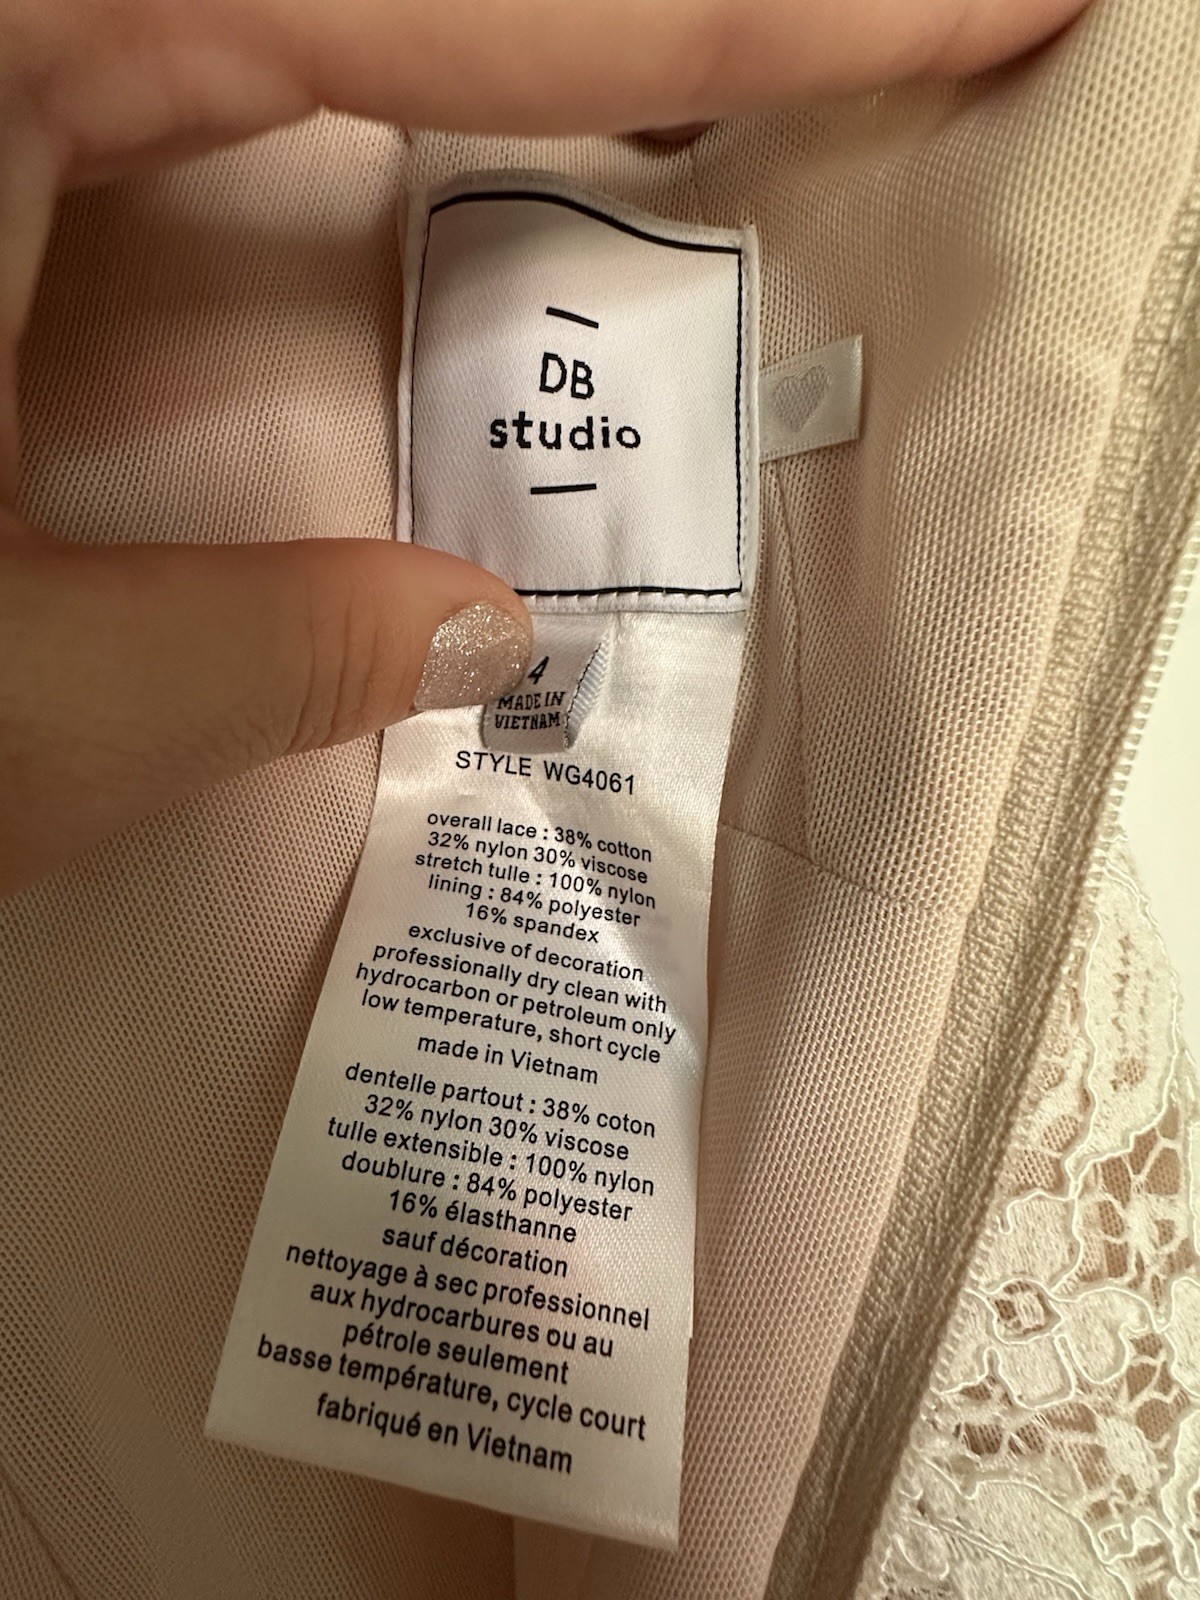 DB
studio
4
MADE IN
VIETNAM
STYLE WG4061
overall lace : 38% cotton
32% nylon 30% viscose
stretch tulle : 100% nylon
lining : 84% polyester
16% spandex
exclusive of decoration
professionally dry clean with
hydrocarbon or petroleum only
low temperature, short cycle
made in Vietnam
dentelle partout : 38% coton
32% nylon 30% viscose
tulle extensible : 100% nylon
doublure : 84% polyester
16% élasthanne
sauf décoration
nettoyage à sec professionnel
aux hydrocarbures ou au
pétrole seulement
basse température, cycle court
fabriqué en Vietnam